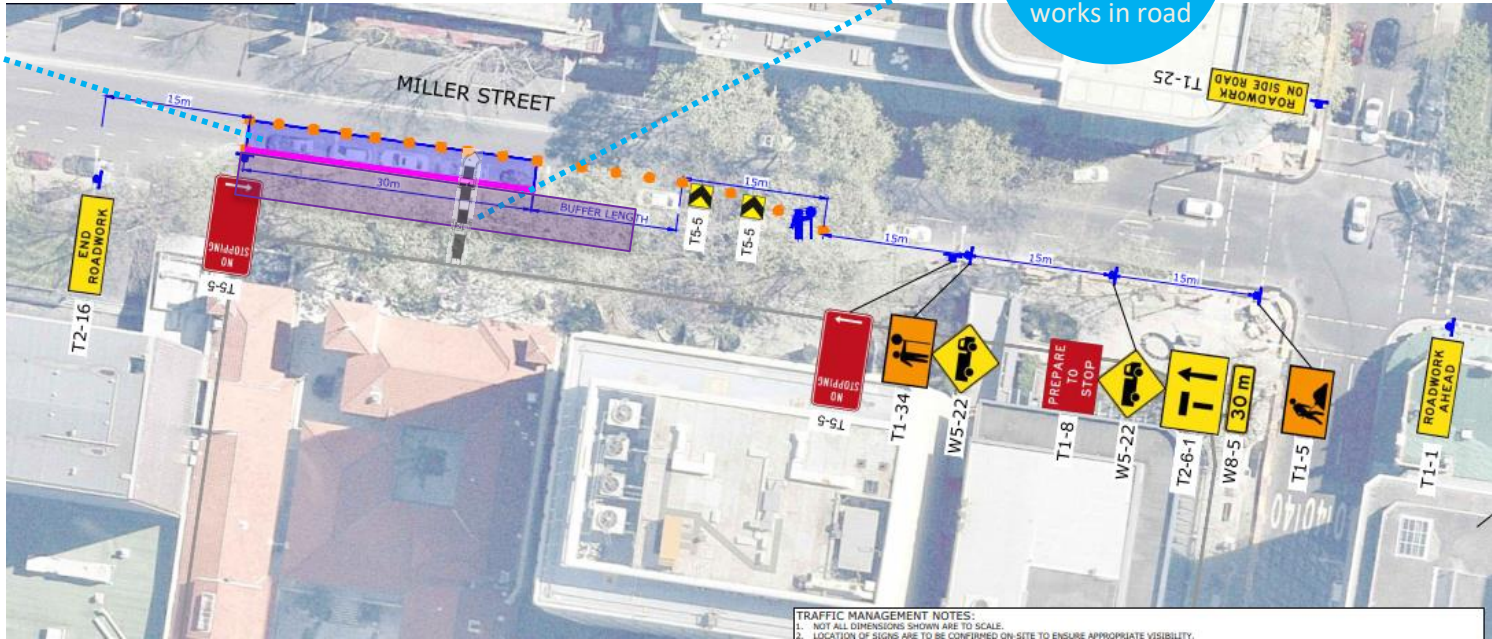 works in road
T1-25
ROADWORK
ON SIDE ROAD
MILLER STREET
15m
30m
BUFFER LENGTH
15m
T5-5
T5-5
15m
15m
15m
END
ROADWORK
T2-16
NO
STOPPING
T5-5
NO
STOPPING
T5-5
T1-34
W5-22
PREPARE
TO
STOP
T1-8
W5-22
T2-6-1
30 m
W8-5
T1-5
ROADWORK
AHEAD
T1-1
TRAFFIC MANAGEMENT NOTES:
1. NOT ALL DIMENSIONS SHOWN ARE TO SCALE.
2. LOCATION OF SIGNS ARE TO BE CONFIRMED ON-SITE TO ENSURE APPROPRIATE VISIBILITY.